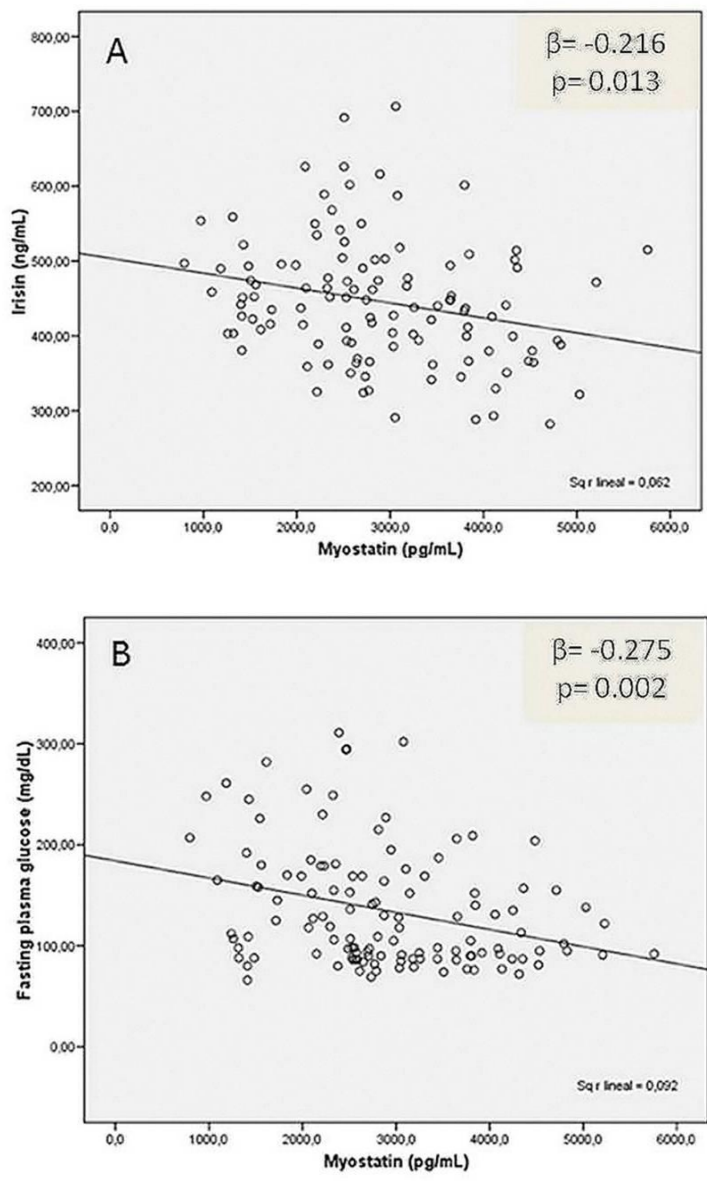 A
β= -0.216
p= 0.013
800,00
700,00
600,00
500,00
400,00
300,00
200,00
Irisin (ng/mL)
Sq r lineal = 0,062
0,0 1000,0 2000,0 3000,0 4000,0 5000,0 6000,0
Myostatin (pg/mL)
B
β= -0.275
p= 0.002
400,00
300,00
200,00
100,00
0,00
Fasting plasma glucose (mg/dL)
Sq r lineal = 0,092
0,0 1000,0 2000,0 3000,0 4000,0 5000,0 6000,0
Myostatin (pg/mL)